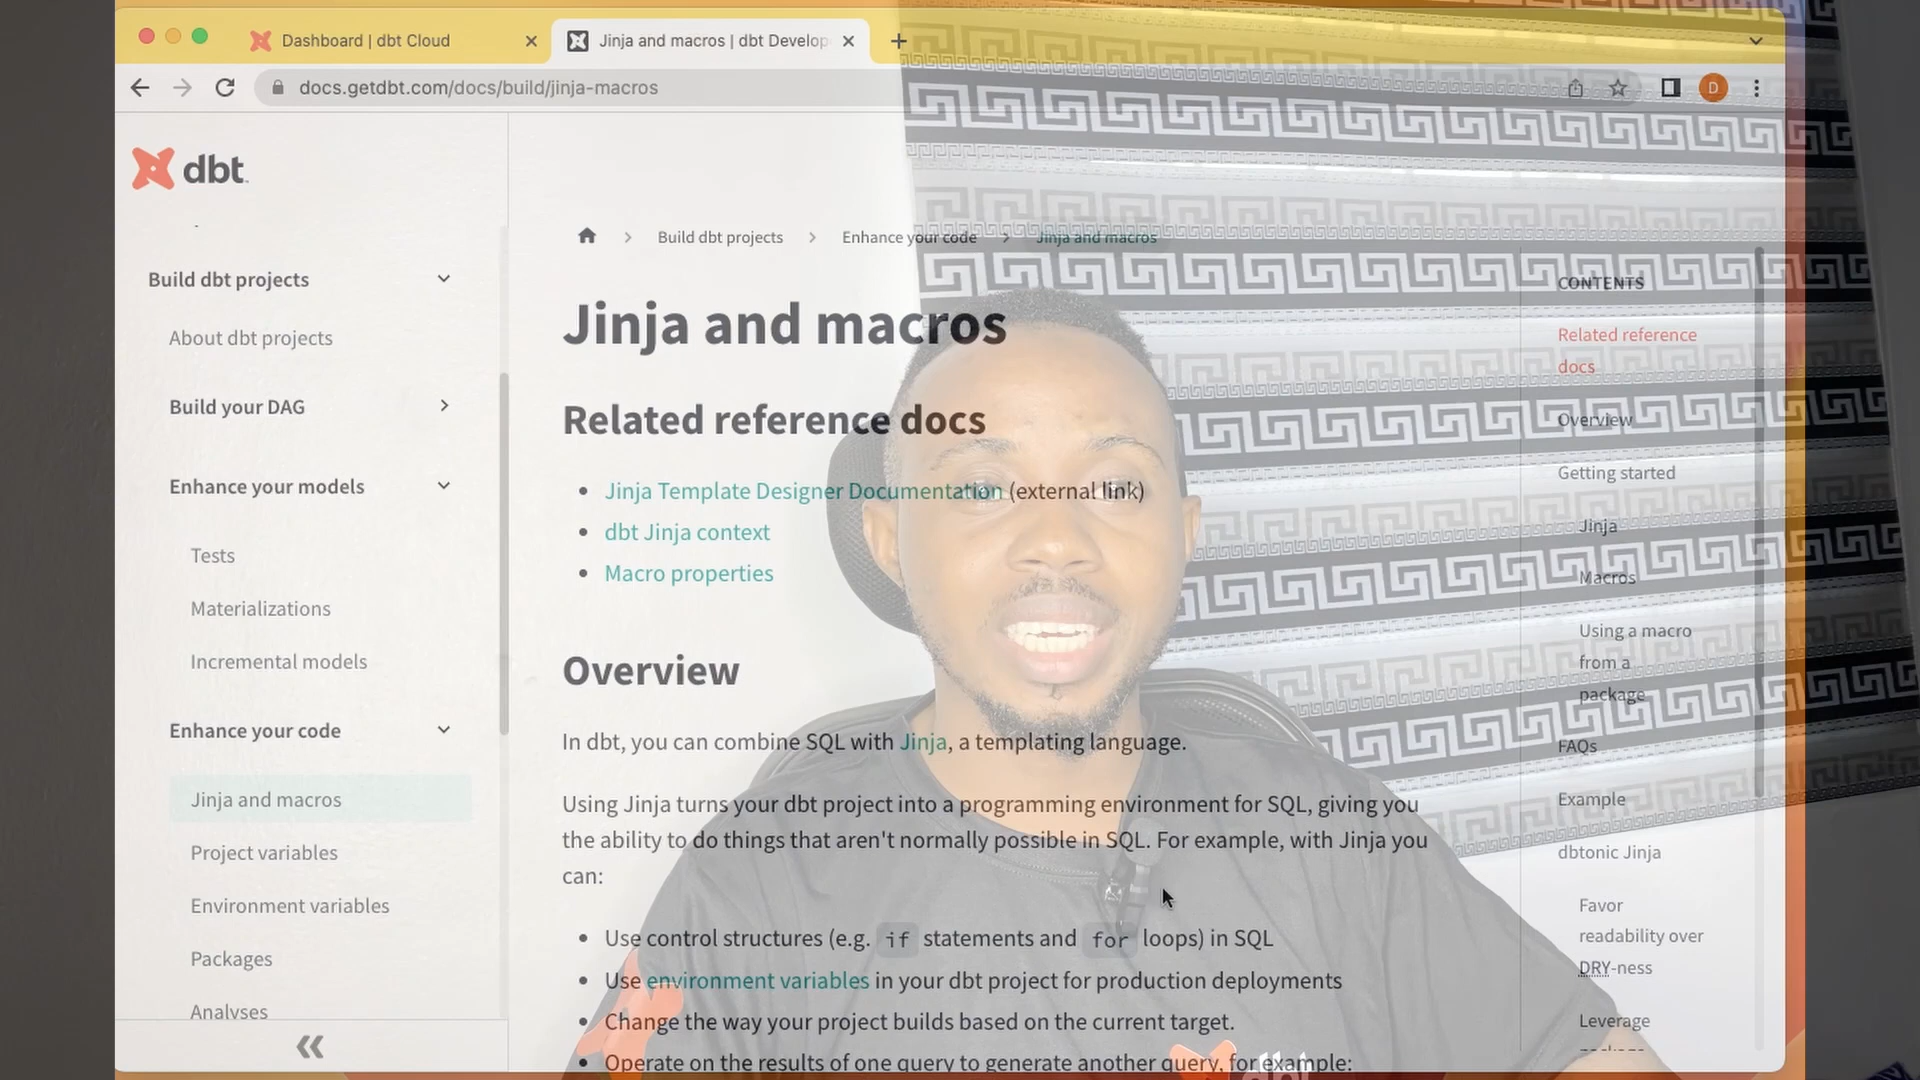 Dashboard | dbt Cloud
Jinja and macros | dbt Develop
docs.getdbt.com/docs/build/jinja-macros
D
dbt
Build dbt projects
Enhance your code
Jinja and macros
Build dbt projects
About dbt projects
Build your DAG
Enhance your models
Tests
Materializations
Incremental models
Enhance your code
Jinja and macros
Project variables
Environment variables
Packages
Analyses
Jinja and macros
Related reference docs
Jinja Template Designer Documentation (external link)
dbt Jinja context
Macro properties
Overview
In dbt, you can combine SQL with Jinja, a templating language.
Using Jinja turns your dbt project into a programming environment for SQL, giving you
the ability to do things that aren't normally possible in SQL. For example, with Jinja you
can:
Use control structures (e.g. if statements and for loops) in SQL
Use environment variables in your dbt project for production deployments
Change the way your project builds based on the current target.
Operate on the results of one query to generate another query, for example:
dbt
CONTENTS
Related reference
docs
Overview
Getting started
Jinja
Macros
Using a macro
from a
package
FAQs
Example
dbtonic Jinja
Favor
readability over
DRY-ness
Leverage
package